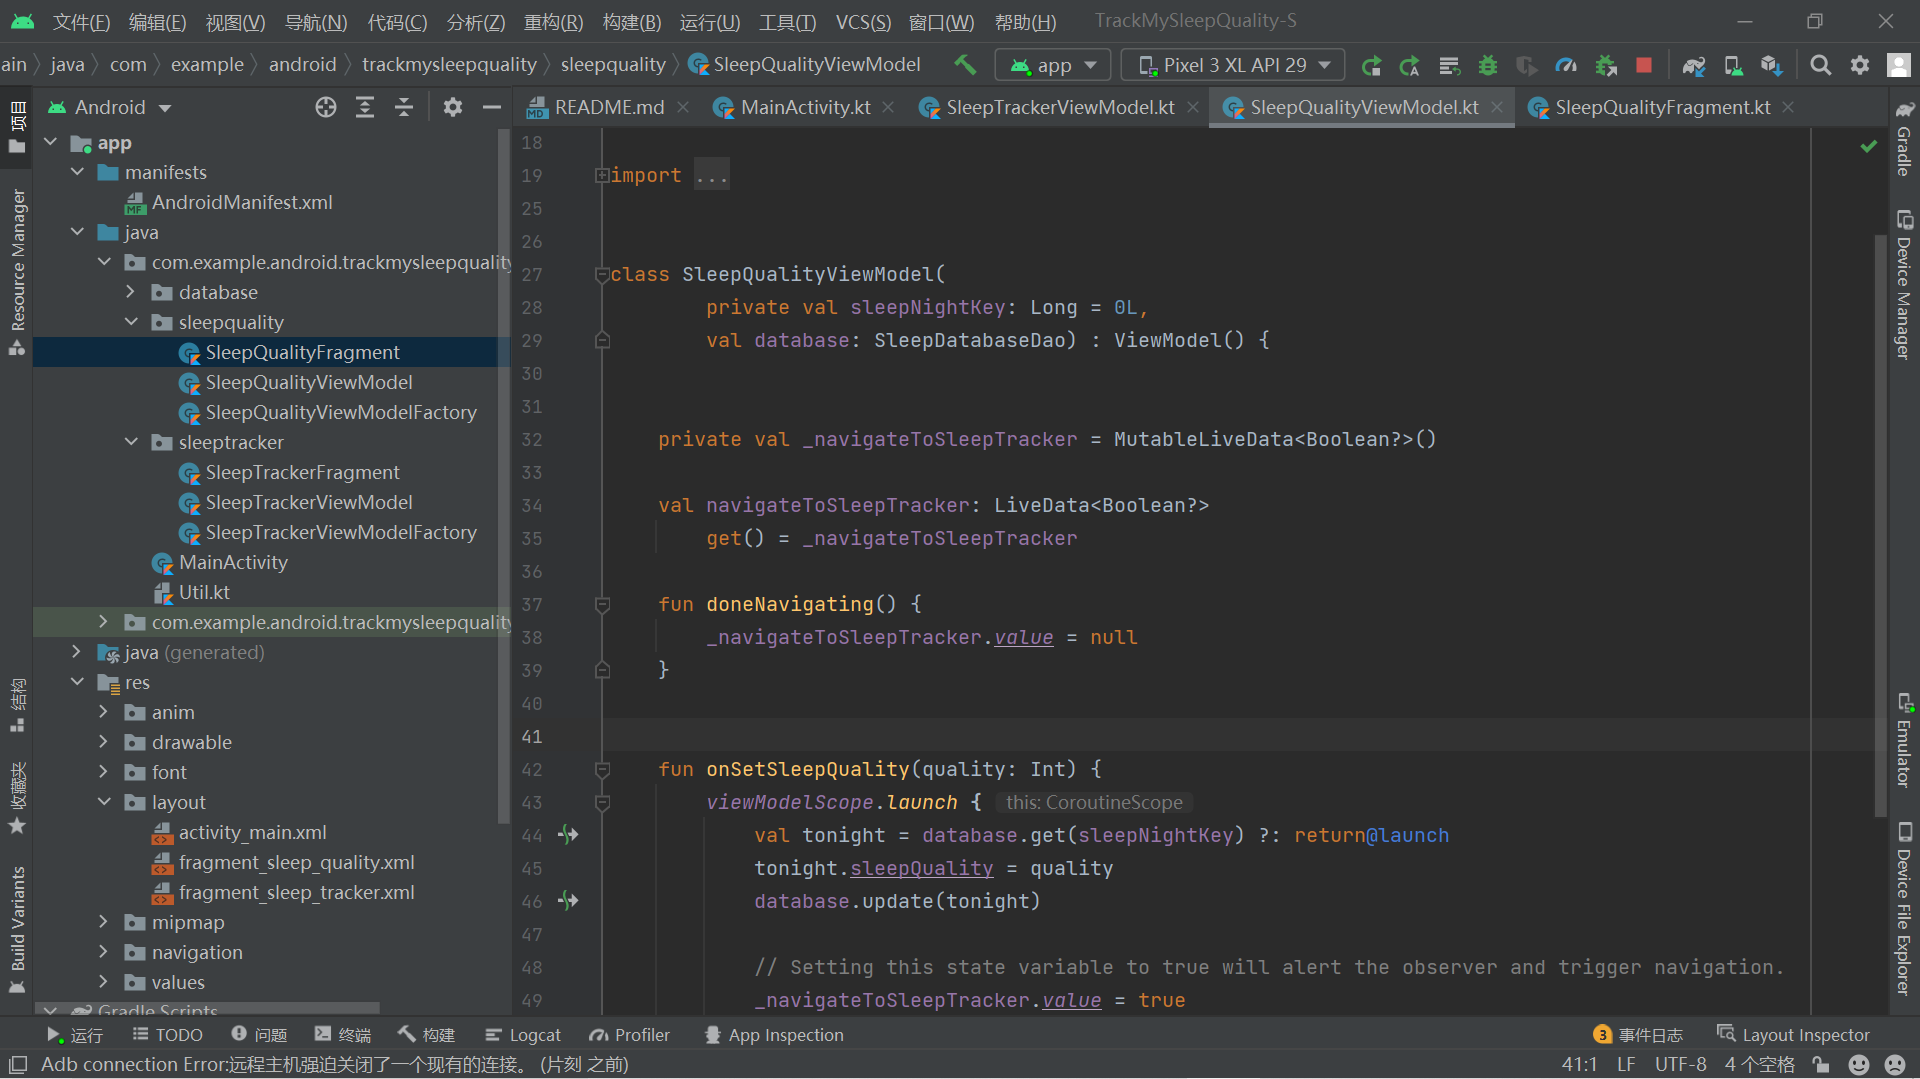 文件(F) 编辑(E) 视图(V) 导航(N) 代码(C) 分析(Z) 重构(R) 构建(B) 运行(U) 工具(T) VCS(S) 窗口(W) 帮助(H) TrackMySleepQuality-S
ain java com example android trackmysleepquality sleepquality SleepQualityViewModel app Pixel 3 XL API 29
项目
Resource Manager
结构
收藏夹
Build Variants
Android
app
manifests
MF AndroidManifest.xml
java
com.example.android.trackmysleepquality
database
sleepquality
SleepQualityFragment
SleepQualityViewModel
SleepQualityViewModelFactory
sleeptracker
SleepTrackerFragment
SleepTrackerViewModel
SleepTrackerViewModelFactory
MainActivity
Util.kt
com.example.android.trackmysleepquality
java (generated)
res
anim
drawable
font
layout
activity_main.xml
fragment_sleep_quality.xml
fragment_sleep_tracker.xml
mipmap
navigation
values
Gradle Scripts
MD README.md MainActivity.kt SleepTrackerViewModel.kt SleepQualityViewModel.kt SleepQualityFragment.kt
18
19 import ...
25
26
27 class SleepQualityViewModel(
28 private val sleepNightKey: Long = 0L,
29 val database: SleepDatabaseDao) : ViewModel() {
30
31
32 private val _navigateToSleepTracker = MutableLiveData<Boolean?>()
33
34 val navigateToSleepTracker: LiveData<Boolean?>
35 get() = _navigateToSleepTracker
36
37 fun doneNavigating() {
38 _navigateToSleepTracker.value = null
39 }
40
41
42 fun onSetSleepQuality(quality: Int) {
43 viewModelScope.launch { this: CoroutineScope
44 val tonight = database.get(sleepNightKey) ?: return@launch
45 tonight.sleepQuality = quality
46 database.update(tonight)
47
48 // Setting this state variable to true will alert the observer and trigger navigation.
49 _navigateToSleepTracker.value = true
Gradle
Device Manager
Emulator
Device File Explorer
运行 TODO 问题 终端 构建 Logcat Profiler App Inspection 3 事件日志 Layout Inspector
Adb connection Error:远程主机强迫关闭了一个现有的连接。 (片刻 之前) 41:1 LF UTF-8 4 个空格